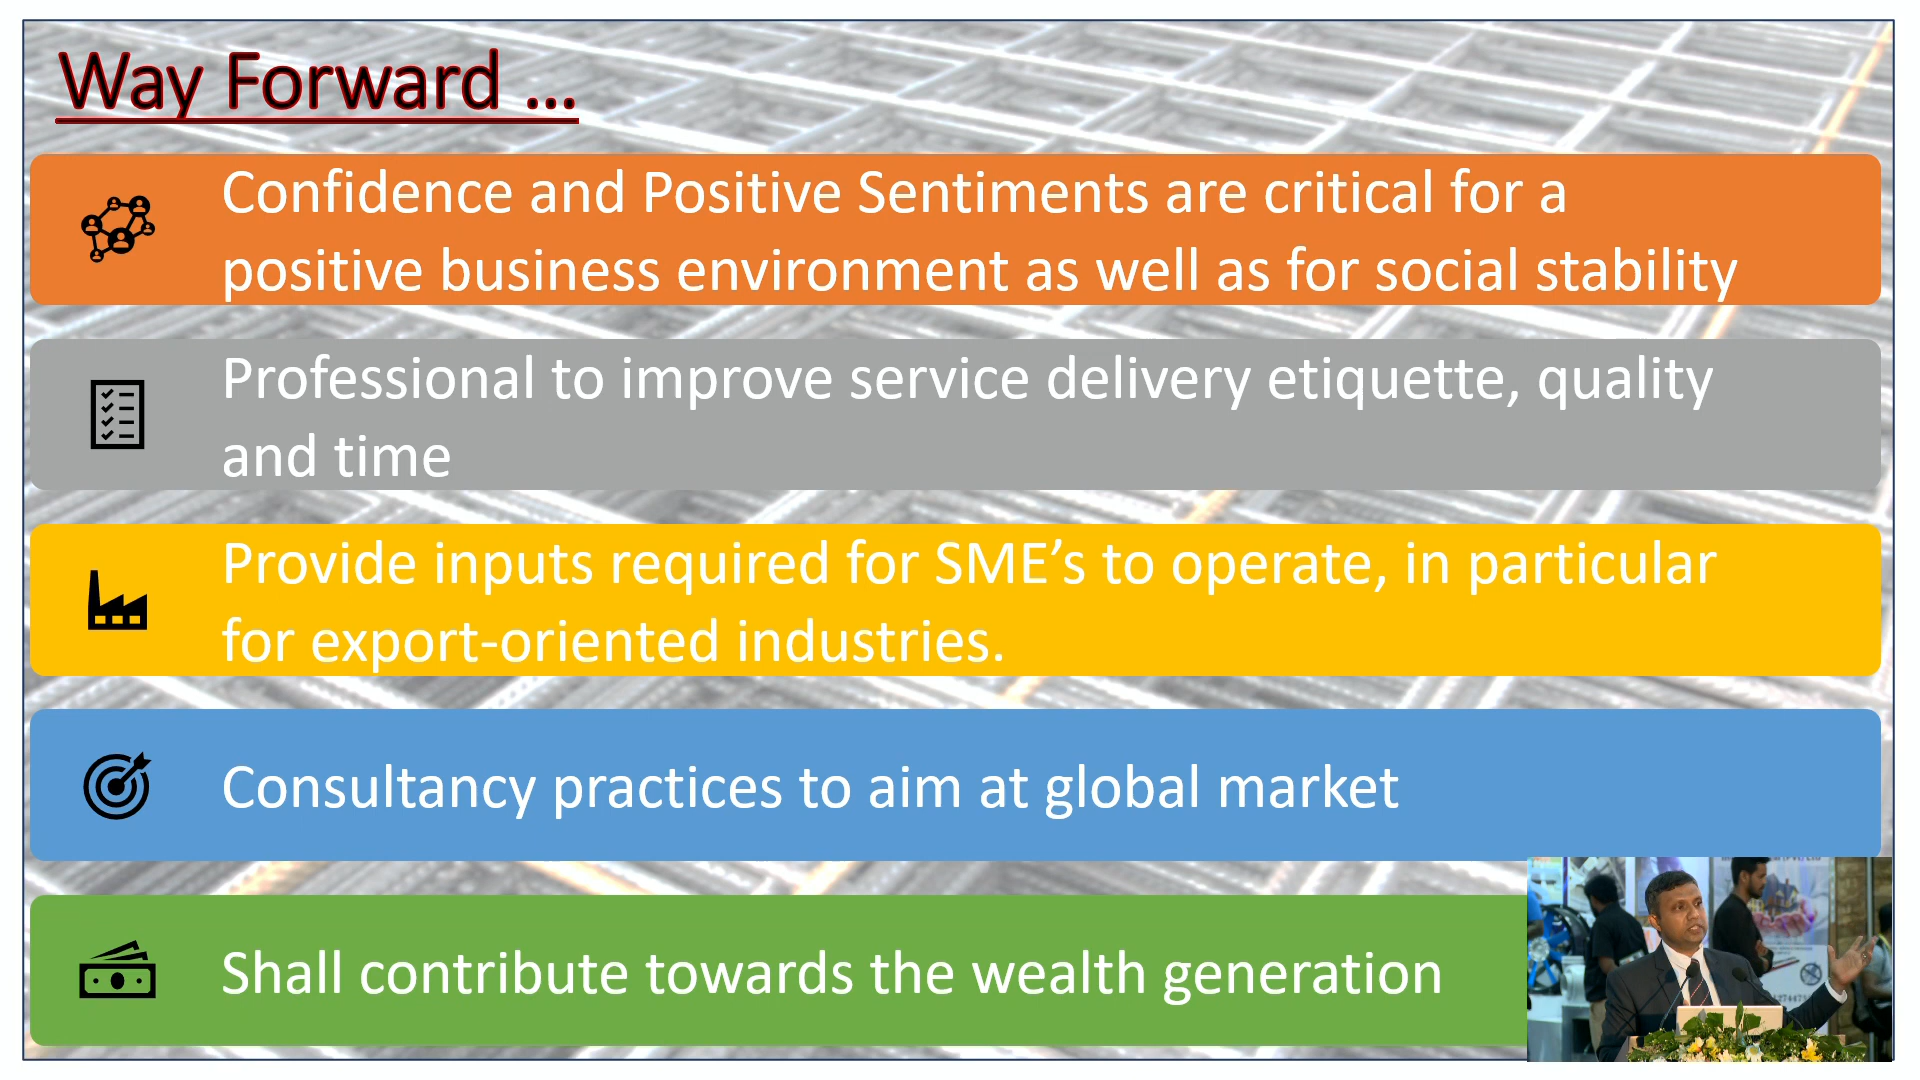 Way Forward ...
Confidence and Positive Sentiments are critical for a
positive business environment as well as for social stability
Professional to improve service delivery etiquette, quality
and time
Provide inputs required for SME’s to operate, in particular
for export-oriented industries.
Consultancy practices to aim at global market
Shall contribute towards the wealth generation